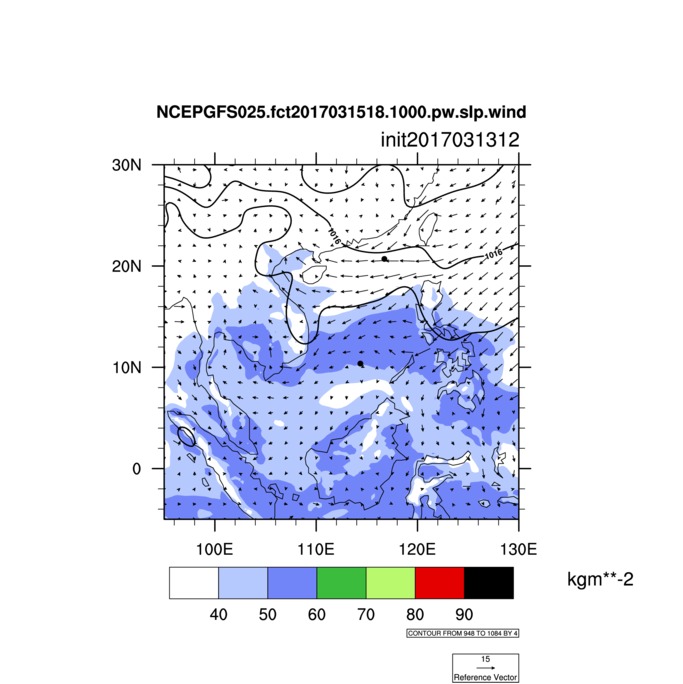 NCEPGFS025.fct2017031518.1000.pw.slp.wind
init2017031312
30N
1016
1016
20N
10N
0
100E 110E 120E 130E
kgm**-2
40 50 60 70 80 90
CONTOUR FROM 948 TO 1084 BY 4
15
Reference Vector